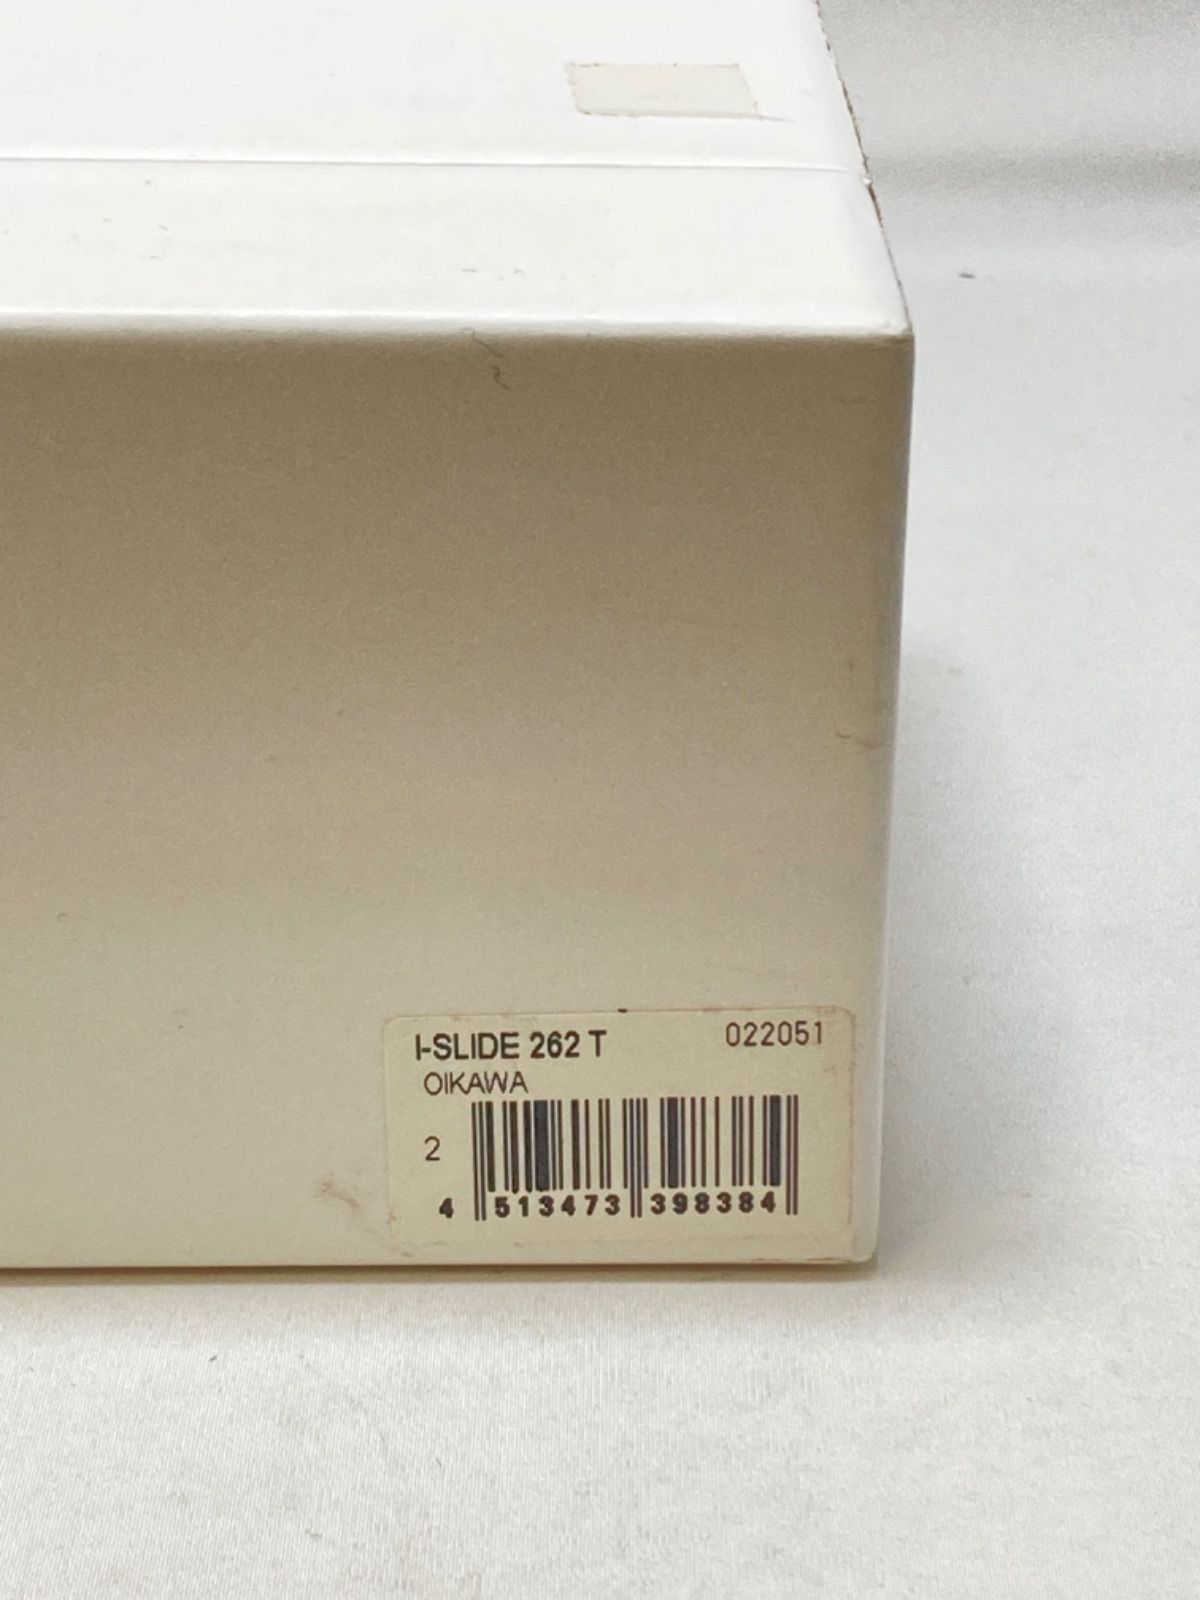 I-SLIDE 262 T 022051
OIKAWA
2
4 513473 398384